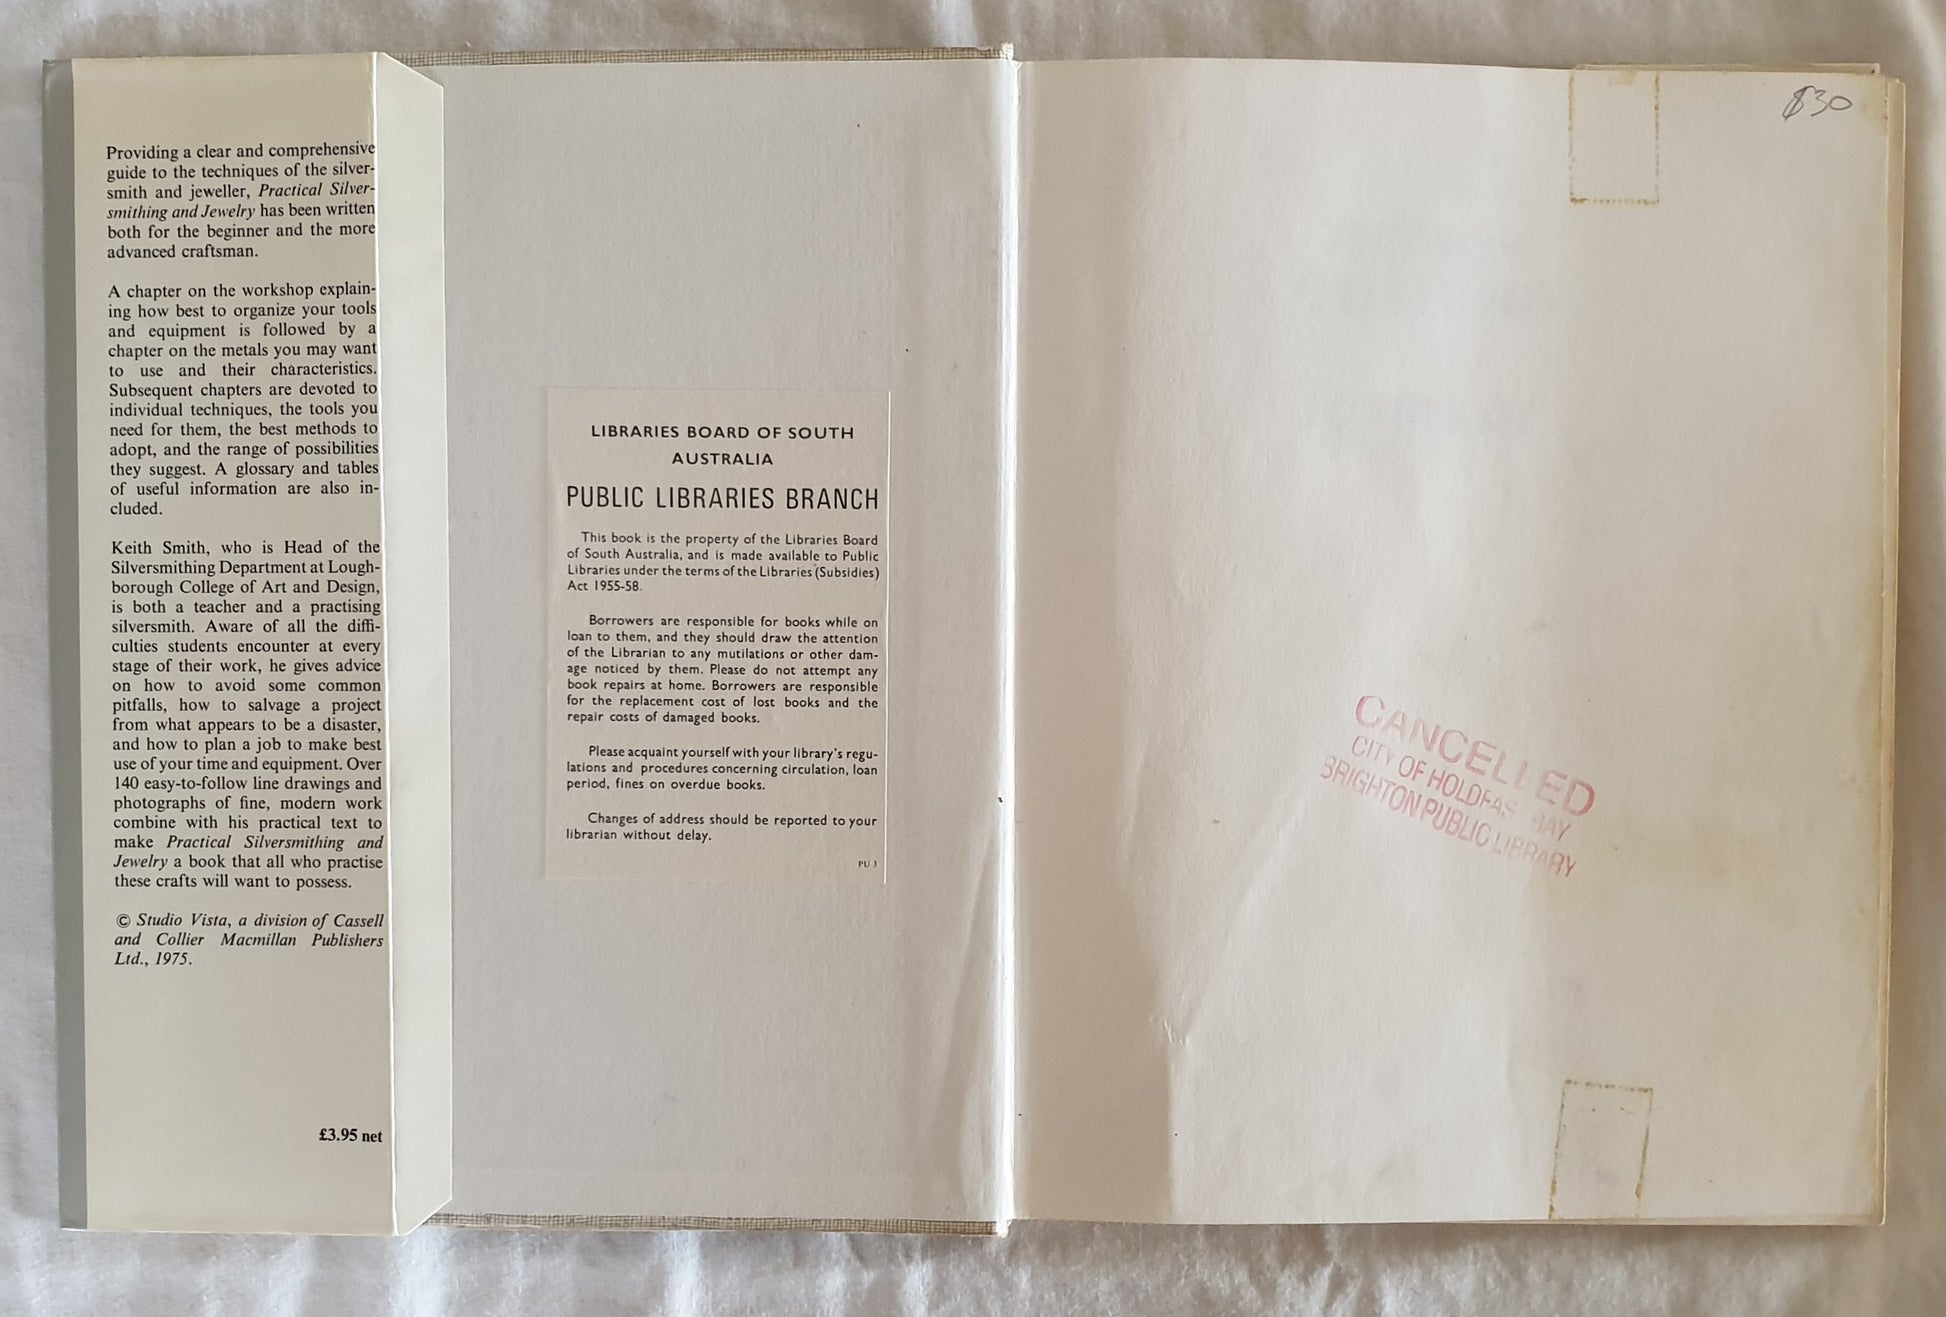 Providing a clear and comprehensive
guide to the techniques of the silver-
smith and jeweller, Practical Silver-
smithing and Jewelry has been written
both for the beginner and the more
advanced craftsman.
A chapter on the workshop explain-
ing how best to organize your tools
and equipment is followed by a
chapter on the metals you may want
to use and their characteristics.
Subsequent chapters are devoted to
individual techniques, the tools you
need for them, the best methods to
adopt, and the range of possibilities
they suggest. A glossary and tables
of useful information are also in-
cluded.
Keith Smith, who is Head of the
Silversmithing Department at Lough-
borough College of Art and Design,
is both a teacher and a practising
silversmith. Aware of all the diffi-
culties students encounter at every
stage of their work, he gives advice
on how to avoid some common
pitfalls, how to salvage a project
from what appears to be a disaster,
and how to plan a job to make best
use of your time and equipment. Over
140 easy-to-follow line drawings and
photographs of fine, modern work
combine with his practical text to
make Practical Silversmithing and
Jewelry a book that all who practise
these crafts will want to possess.
© Studio Vista, a division of Cassell
and Collier Macmillan Publishers
Ltd., 1975.
£3.95 net
LIBRARIES BOARD OF SOUTH
AUSTRALIA
PUBLIC LIBRARIES BRANCH
This book is the property of the Libraries Board
of South Australia, and is made available to Public
Libraries under the terms of the Libraries (Subsidies)
Act 1955-58.
Borrowers are responsible for books while on
loan to them, and they should draw the attention
of the Librarian to any mutilations or other dam-
age noticed by them. Please do not attempt any
book repairs at home. Borrowers are responsible
for the replacement cost of lost books and the
repair costs of damaged books.
Please acquaint yourself with your library's regu-
lations and procedures concerning circulation, loan
period, fines on overdue books.
Changes of address should be reported to your
librarian without delay.
PU 3
$30
CANCELLED
CITY OF HOLDFAST BAY
BRIGHTON PUBLIC LIBRARY